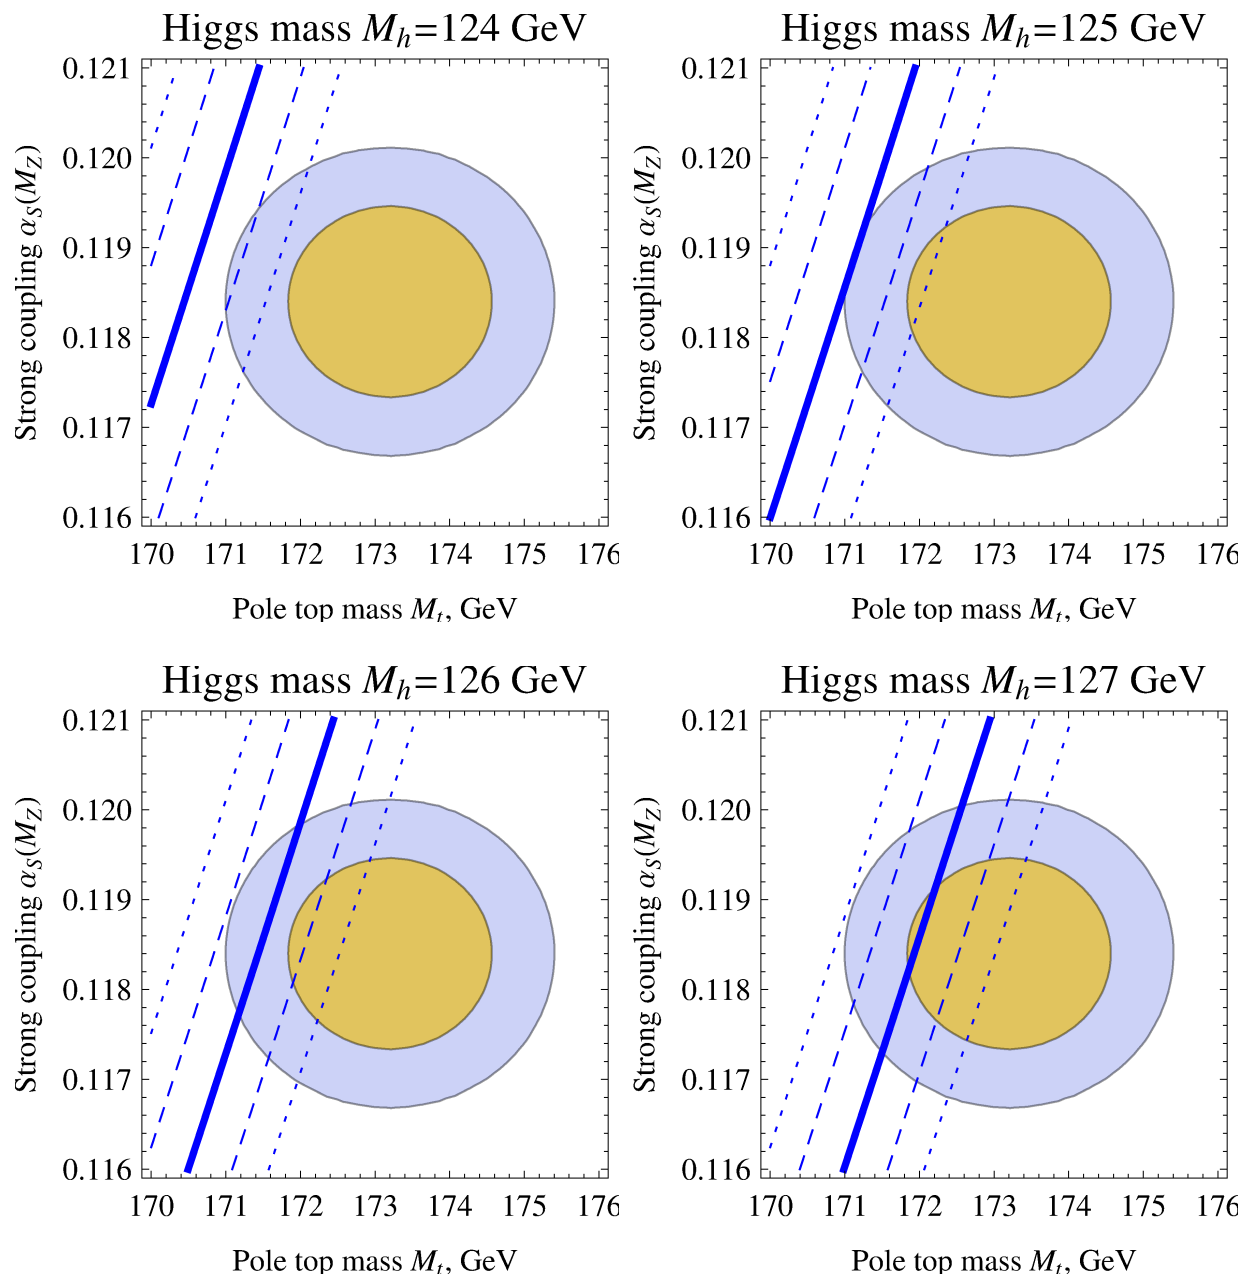 Higgs mass M_h=124 GeV
Strong coupling α_S(M_Z)
0.121
0.120
0.119
0.118
0.117
0.116
170 171 172 173 174 175 176
Pole top mass M_t, GeV
Higgs mass M_h=125 GeV
Strong coupling α_S(M_Z)
0.121
0.120
0.119
0.118
0.117
0.116
170 171 172 173 174 175 176
Pole top mass M_t, GeV
Higgs mass M_h=126 GeV
Strong coupling α_S(M_Z)
0.121
0.120
0.119
0.118
0.117
0.116
170 171 172 173 174 175 176
Pole top mass M_t, GeV
Higgs mass M_h=127 GeV
Strong coupling α_S(M_Z)
0.121
0.120
0.119
0.118
0.117
0.116
170 171 172 173 174 175 176
Pole top mass M_t, GeV